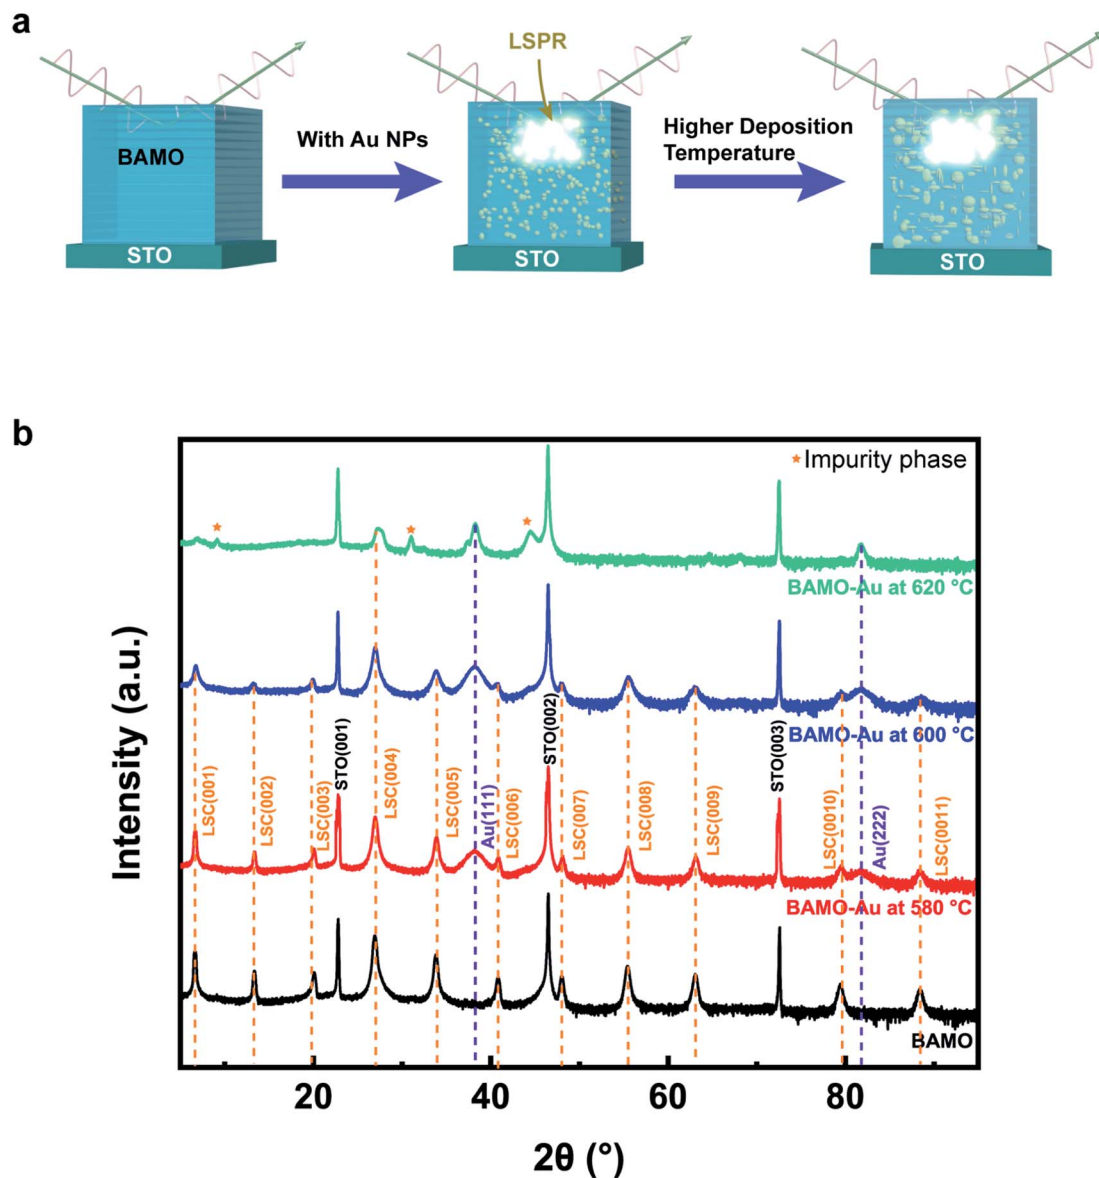 a
LSPR
BAMO
STO
With Au NPs
STO
Higher Deposition
Temperature
STO
b
Intensity (a.u.)
★Impurity phase
BAMO-Au at 620 °C
BAMO-Au at 600 °C
LSC(001)
LSC(002)
LSC(003)
STO(001)
LSC(004)
LSC(005)
Au(111)
LSC(006)
STO(002)
LSC(007)
LSC(008)
LSC(009)
STO(003)
LSC(0010)
Au(222)
LSC(0011)
BAMO-Au at 580 °C
BAMO
20
40
60
80
2θ (°)